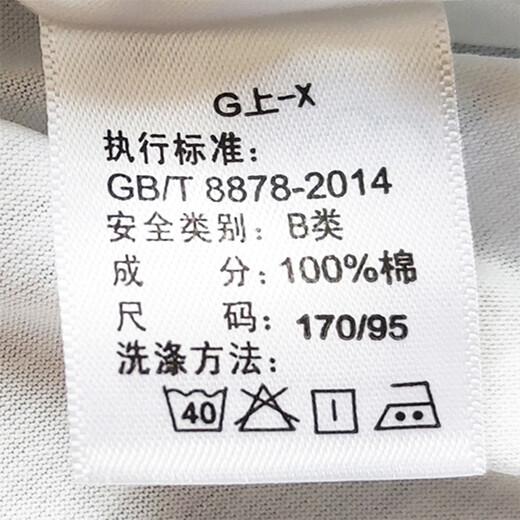 G上-X
执行标准：
GB/T 8878-2014
安全类别：B类
成 分：100%棉
尺 码：170/95
洗涤方法：
40